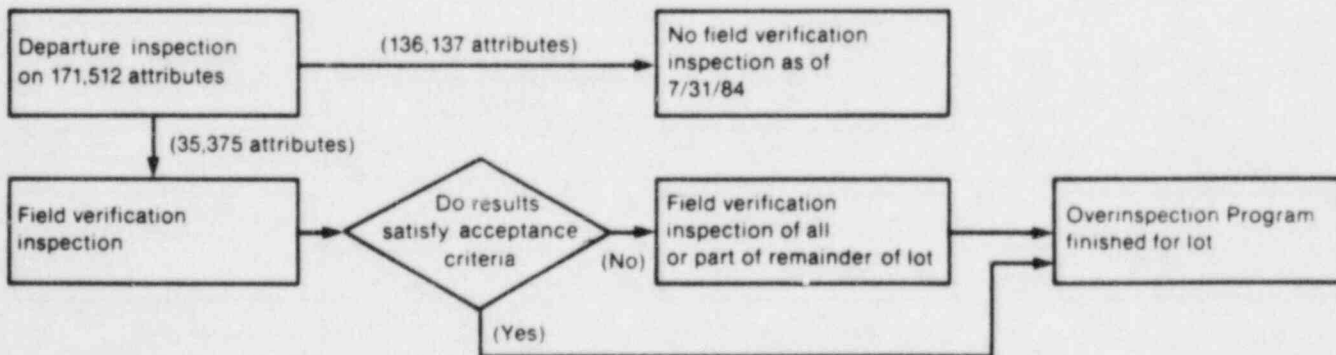 Departure inspection
on 171,512 attributes
(136,137 attributes)
No field verification
inspection as of
7/31/84
(35,375 attributes)
Field verification
inspection
Do results
satisfy acceptance
criteria
(No)
Field verification
inspection of all
or part of remainder of lot
Overinspection Program
finished for lot
(Yes)